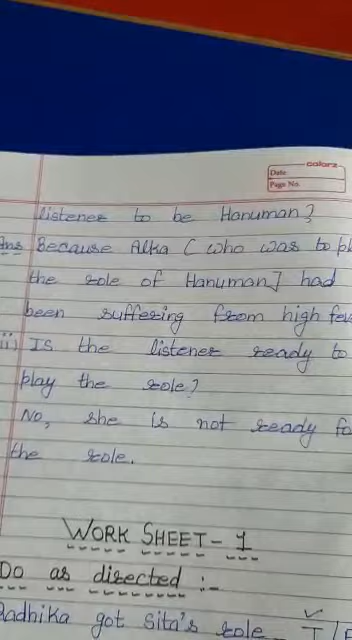 colorz
Date
Page No.
listener to be Hanuman?
Ans Because Alka (who was to
the role of Hanuman] had
been suffering from high
ii) Is the listener ready to
play the role?
No, she is not ready
the role.
WORK SHEET - 1
Do as directed :-
Radhika got Sita's role